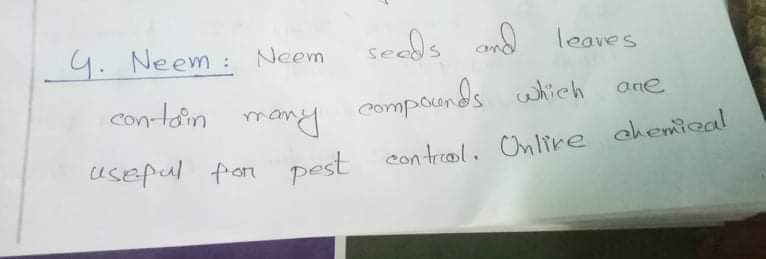 4. Neem: Neem seeds and leaves
contain many compounds which are
useful for pest control. Unlike chemical